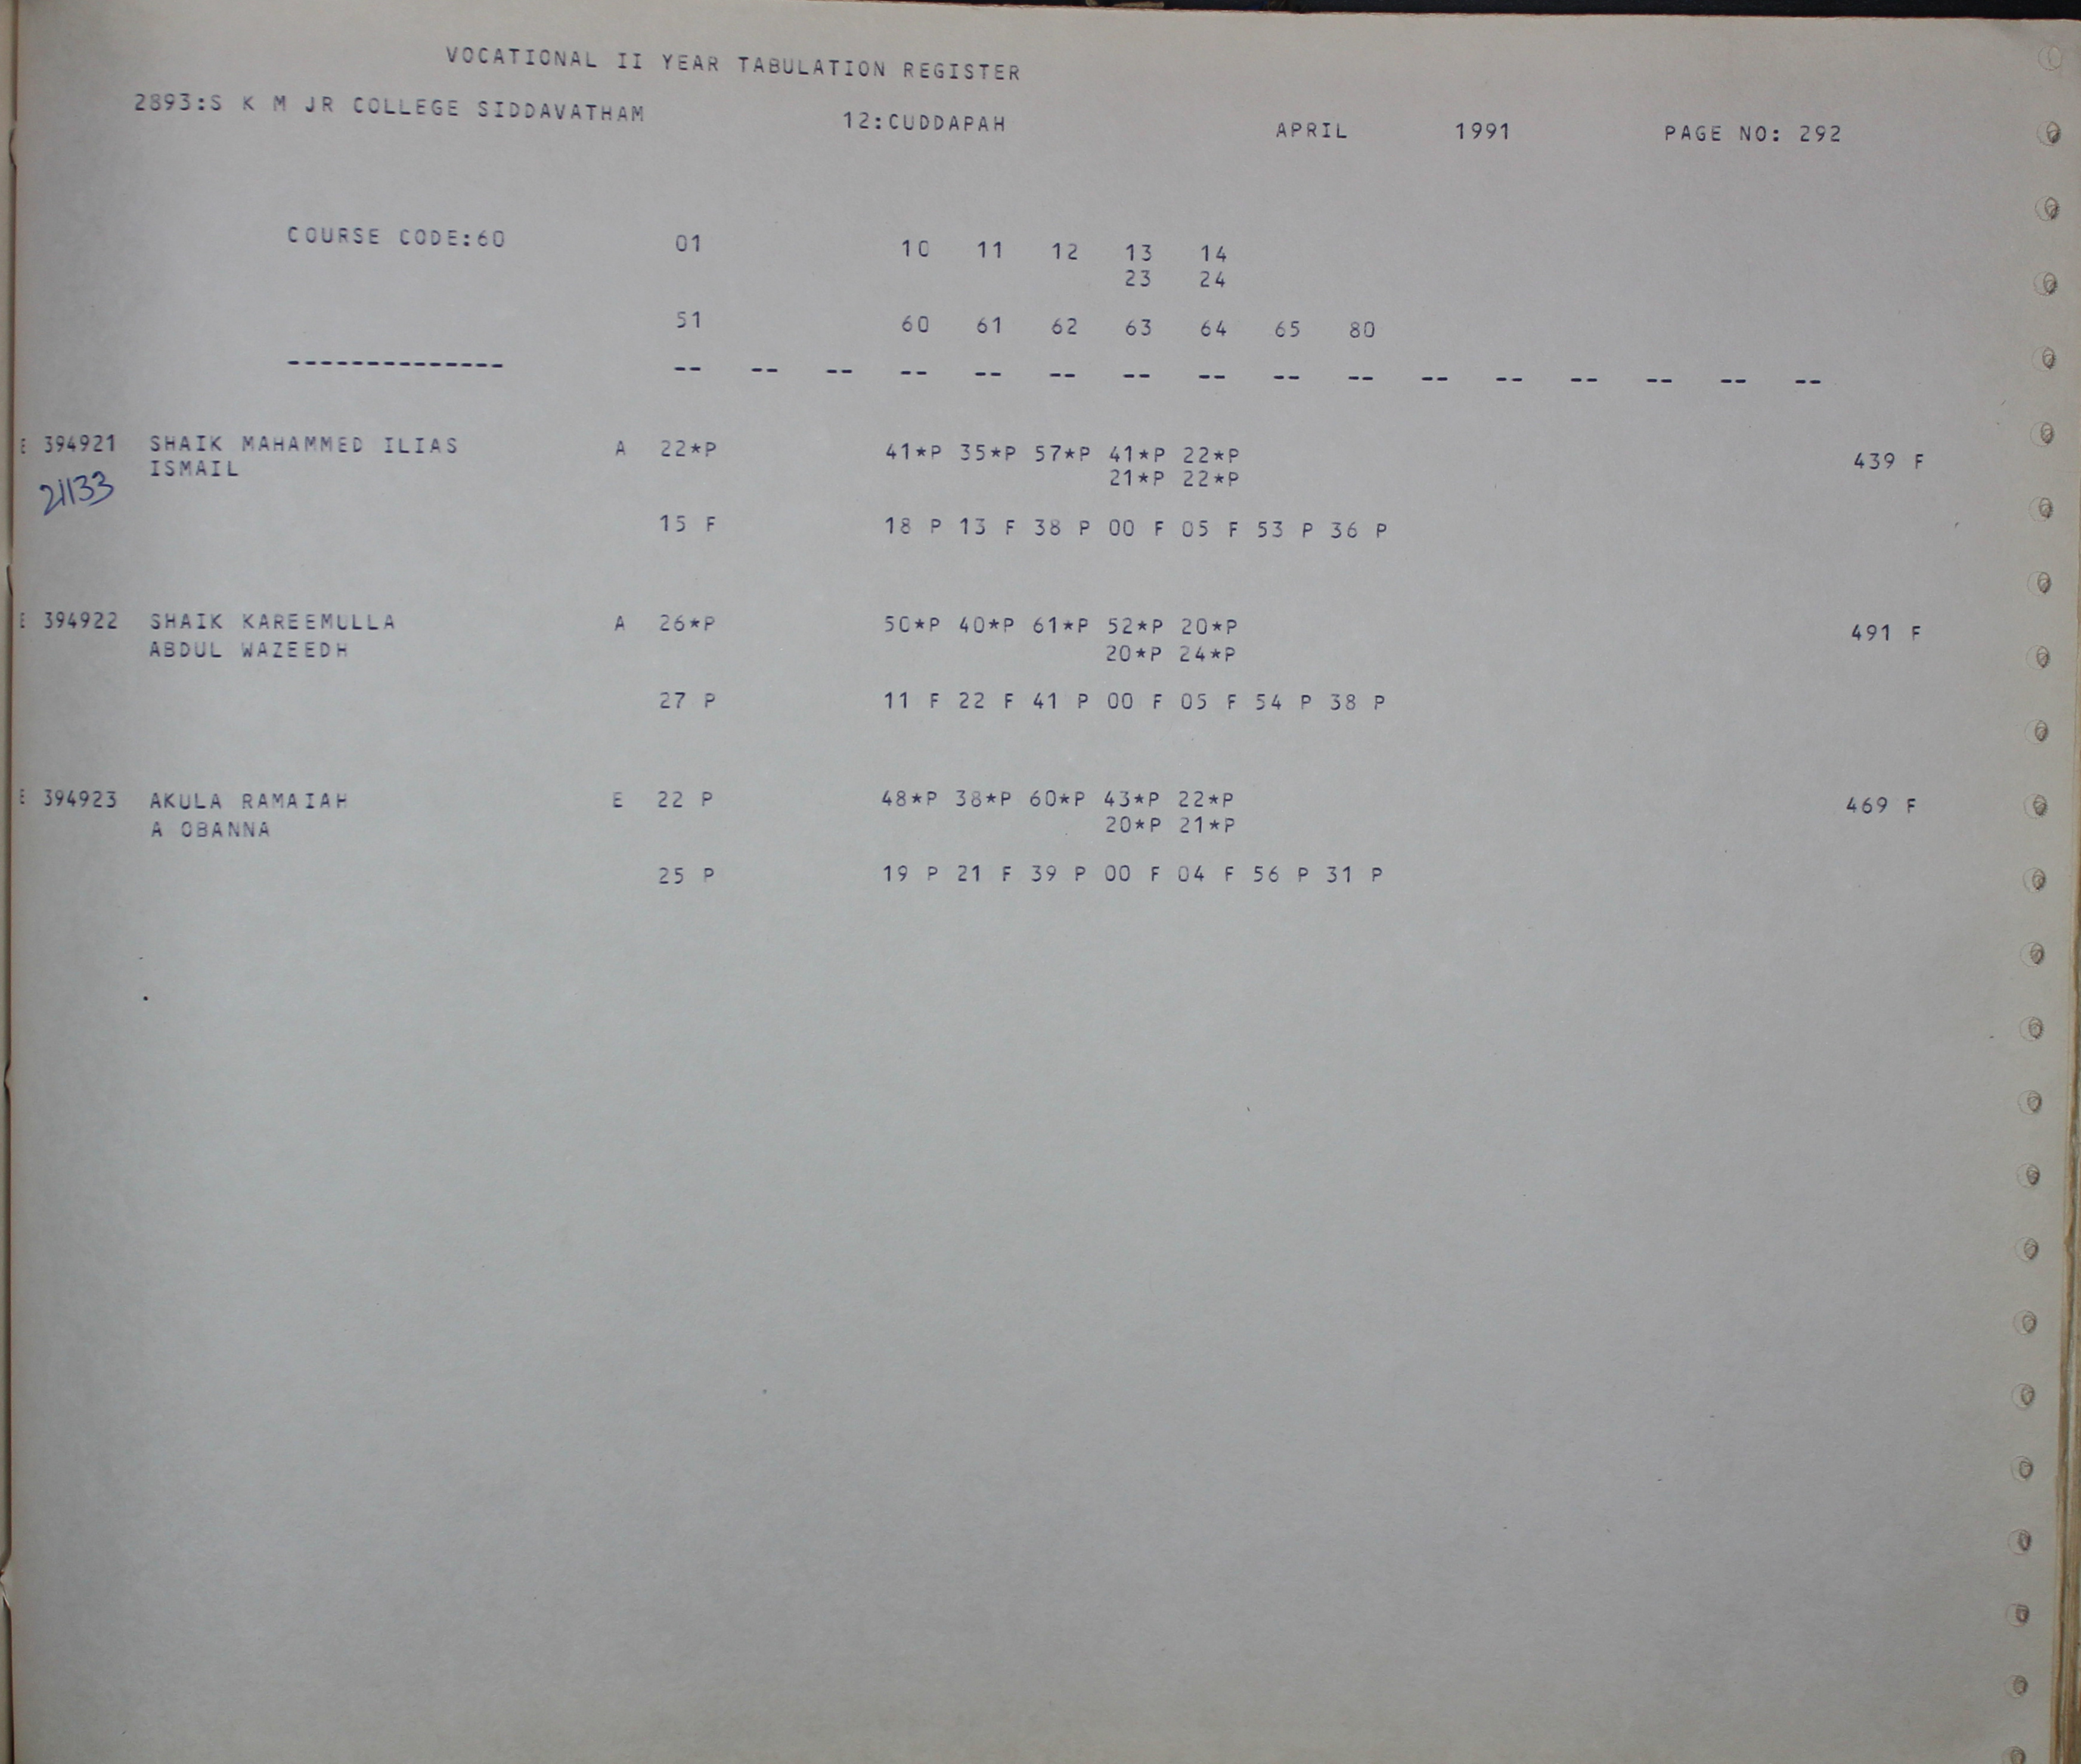 VOCATIONAL II YEAR TABULATION REGISTER
2893:S K M JR COLLEGE SIDDAVATHAM 12:CUDDAPAH APRIL 1991 PAGE NO: 292
COURSE CODE:60 01 10 11 12 13 14
23 24
51 60 61 62 63 64 65 80
-------------- -- -- -- -- -- -- -- -- -- -- -- -- -- -- -- --
E 394921 SHAIK MAHAMMED ILIAS A 22*P 41*P 35*P 57*P 41*P 22*P 439 F
ISMAIL 21*P 22*P
21133
15 F 18 P 13 F 38 P 00 F 05 F 53 P 36 P
E 394922 SHAIK KAREEMULLA A 26*P 50*P 40*P 61*P 52*P 20*P 491 F
ABDUL WAZEEDH 20*P 24*P
27 P 11 F 22 F 41 P 00 F 05 F 54 P 38 P
E 394923 AKULA RAMAIAH E 22 P 48*P 38*P 60*P 43*P 22*P 469 F
A OBANNA 20*P 21*P
25 P 19 P 21 F 39 P 00 F 04 F 56 P 31 P